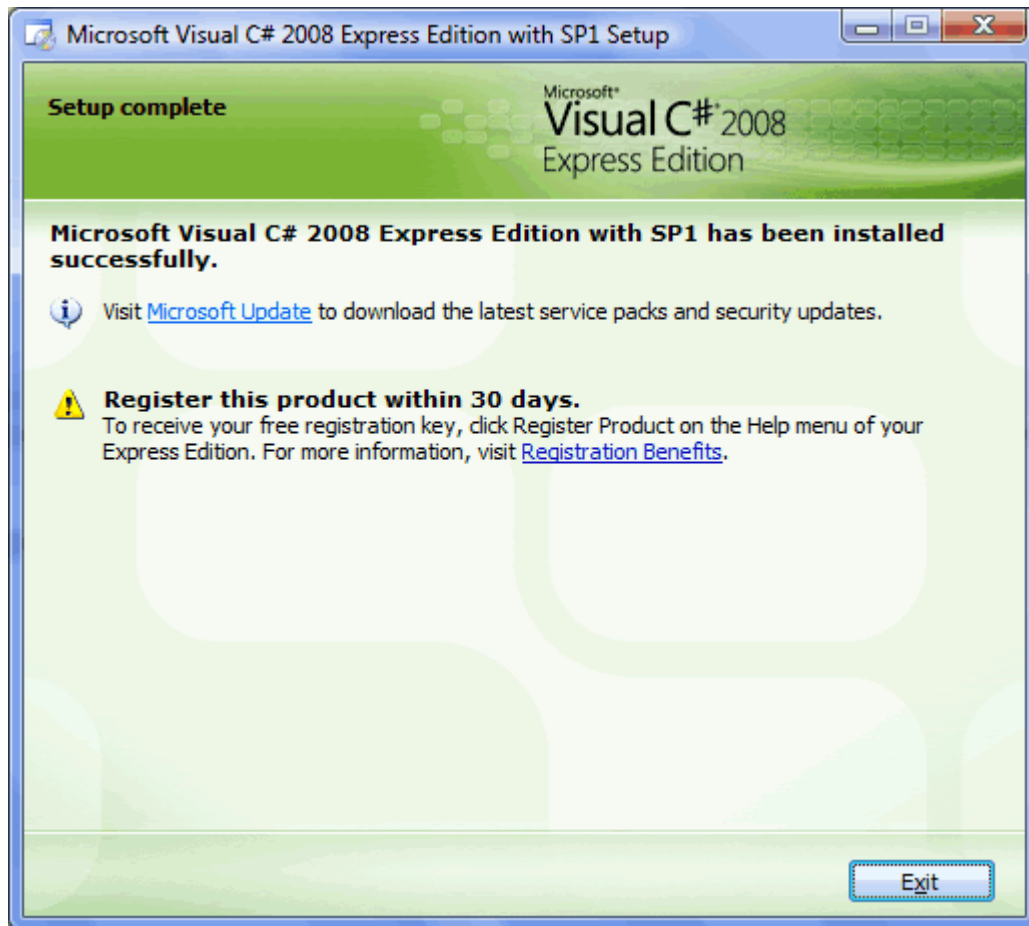 Microsoft Visual C# 2008 Express Edition with SP1 Setup
Setup complete
Microsoft®
Visual C#® 2008
Express Edition
Microsoft Visual C# 2008 Express Edition with SP1 has been installed
successfully.
Visit Microsoft Update to download the latest service packs and security updates.
Register this product within 30 days.
To receive your free registration key, click Register Product on the Help menu of your
Express Edition. For more information, visit Registration Benefits.
Exit